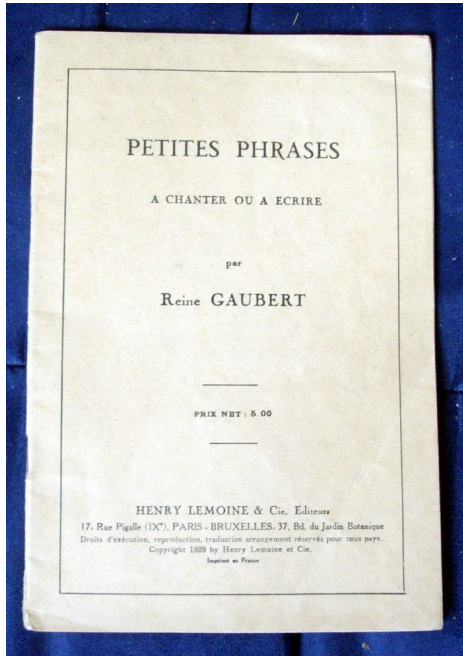 PETITES PHRASES
A CHANTER OU A ECRIRE
par
Reine GAUBERT
PRIX NET : 5.00
HENRY LEMOINE & Cie, Editeurs
17, Rue Pigalle (IXe), PARIS - BRUXELLES, 37, Bd. du Jardin Botanique
Droits d'exécution, reproduction, traduction arrangement réservés pour tous pays.
Copyright 1939 by Henry Lemoine et Cie.
Imprimé en France